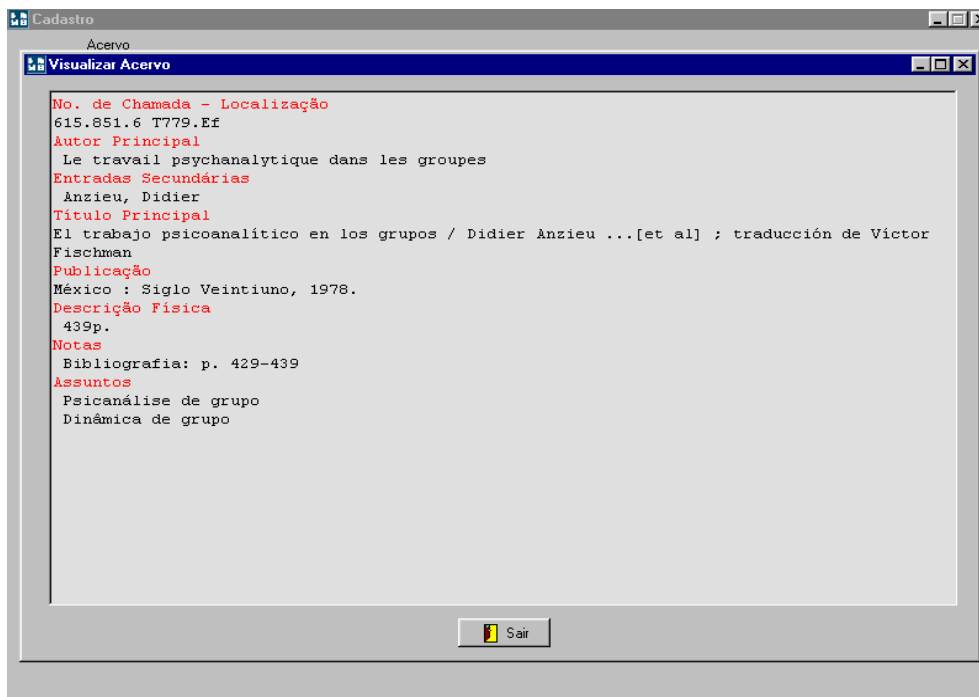 Cadastro
Acervo
Visualizar Acervo
No. de Chamada - Localização
615.851.6 T779.Ef
Autor Principal
Le travail psychanalytique dans les groupes
Entradas Secundárias
Anzieu, Didier
Título Principal
El trabajo psicoanalítico en los grupos / Didier Anzieu ...[et al] ; traducción de Víctor
Fischman
Publicação
México : Siglo Veintiuno, 1978.
Descrição Física
439p.
Notas
Bibliografia: p. 429-439
Assuntos
Psicanálise de grupo
Dinâmica de grupo
Sair